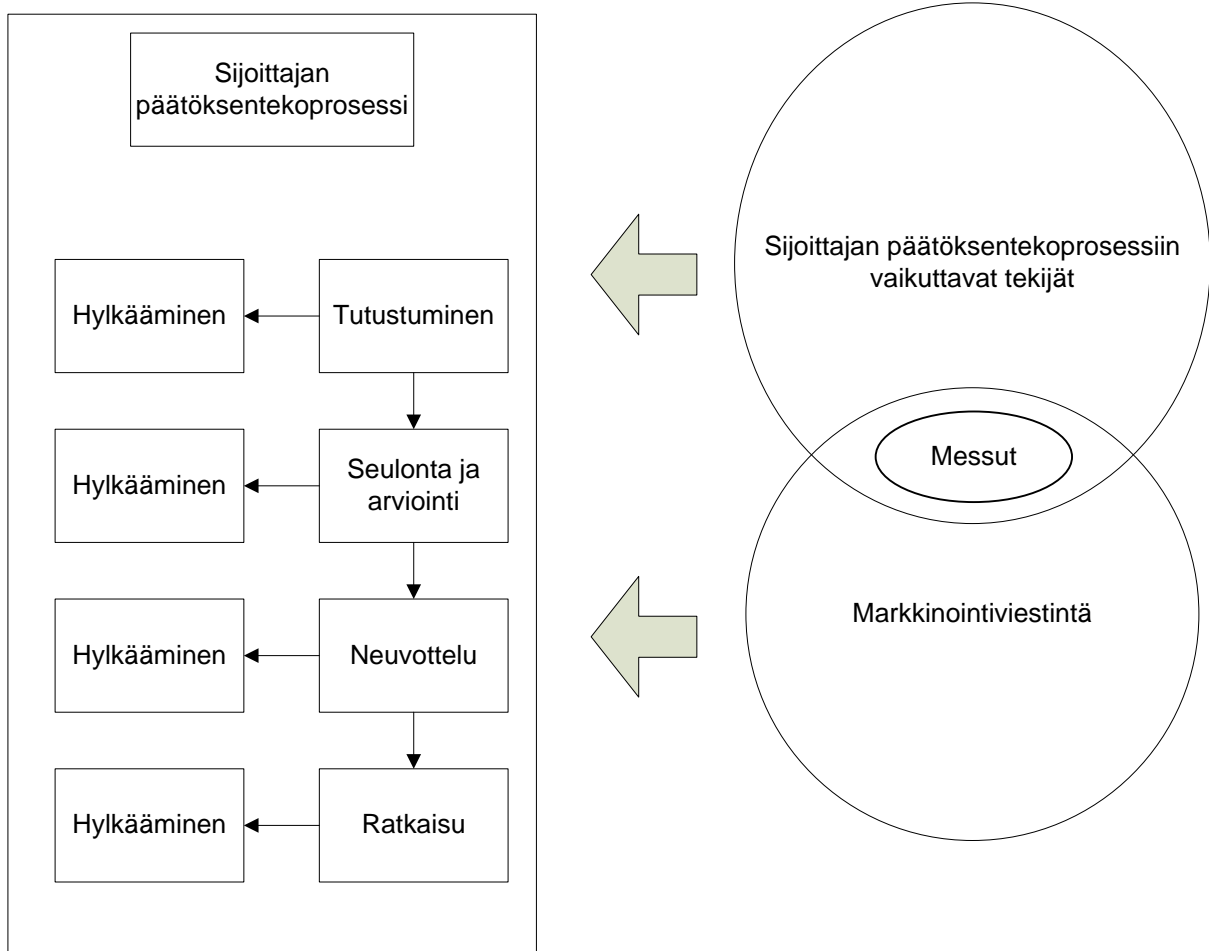 Sijoittajan
päätöksentekoprosessi
Hylkääminen
Tutustuminen
Hylkääminen
Seulonta ja
arviointi
Hylkääminen
Neuvottelu
Hylkääminen
Ratkaisu
Sijoittajan päätöksentekoprosessiin
vaikuttavat tekijät
Messut
Markkinointiviestintä